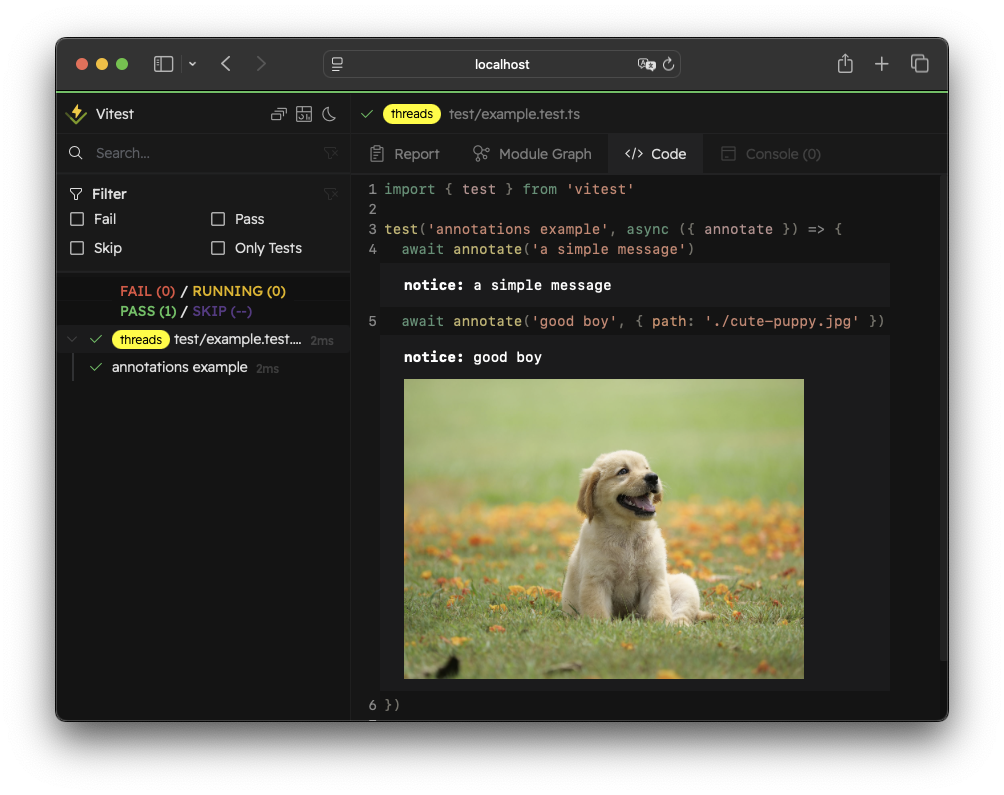 localhost
Vitest
Search...
Filter
Fail
Pass
Skip
Only Tests
FAIL (0) / RUNNING (0)
PASS (1) / SKIP (--)
threads test/example.test.... 2ms
annotations example 2ms
threads test/example.test.ts
Report
Module Graph
</> Code
Console (0)
1 import { test } from 'vitest'
2
3 test('annotations example', async ({ annotate }) => {
4 await annotate('a simple message')
notice: a simple message
5 await annotate('good boy', { path: './cute-puppy.jpg' })
notice: good boy
6 })